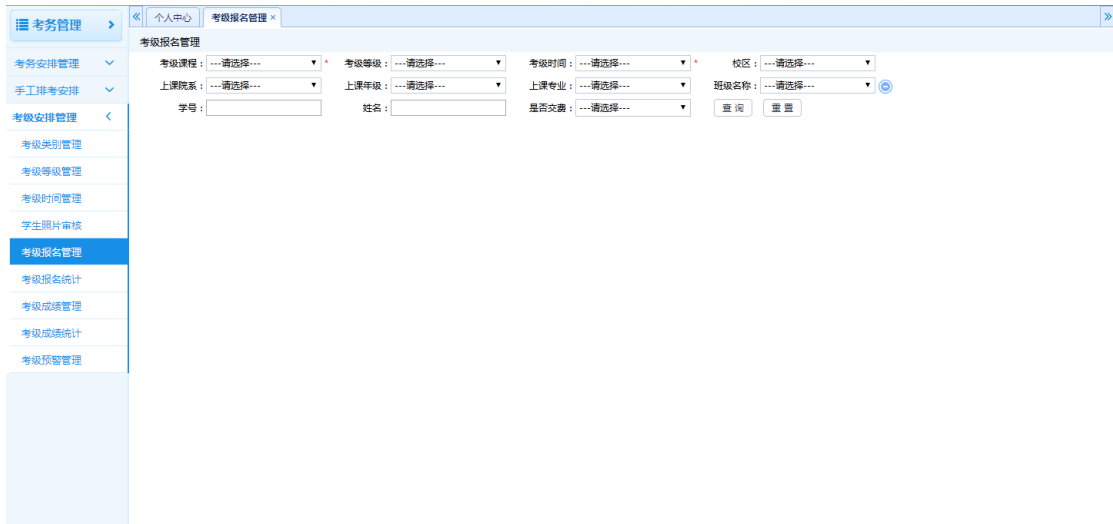 考务管理
考务安排管理
手工排考安排
考级安排管理
考级类别管理
考级等级管理
考级时间管理
学生照片审核
考级报名管理
考级报名统计
考级成绩管理
考级成绩统计
考级预警管理
个人中心 考级报名管理 ×
考级报名管理
考级课程：---请选择--- * 考级等级：---请选择--- 考级时间：---请选择--- * 校区：---请选择---
上课院系：---请选择--- 上课年级：---请选择--- 上课专业：---请选择--- 班级名称：---请选择---
学号： 姓名： 是否交费：---请选择--- 查 询 重 置